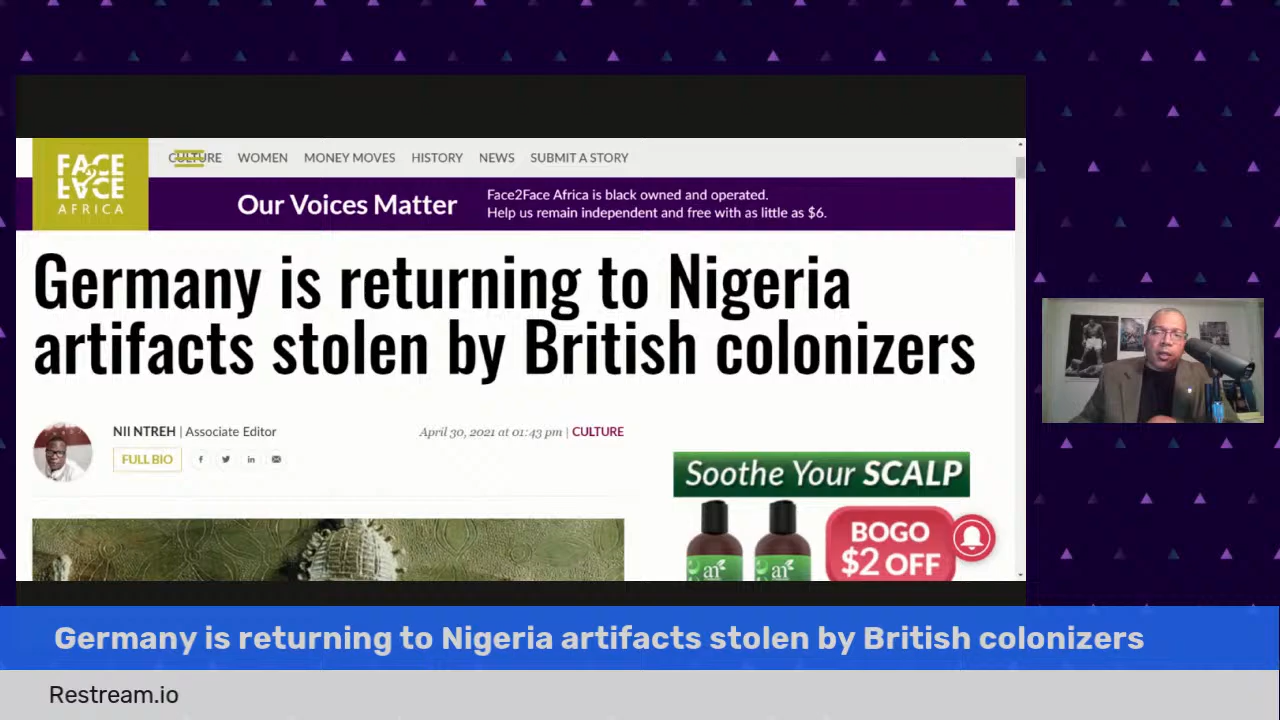 FACE
2
FACE
AFRICA
CULTURE WOMEN MONEY MOVES HISTORY NEWS SUBMIT A STORY
Our Voices Matter
Face2Face Africa is black owned and operated.
Help us remain independent and free with as little as $6.
Germany is returning to Nigeria
artifacts stolen by British colonizers
NII NTREH | Associate Editor
April 30, 2021 at 01:43 pm | CULTURE
FULL BIO
Soothe Your SCALP
BOGO
$2 OFF
an
an
Germany is returning to Nigeria artifacts stolen by British colonizers
Restream.io